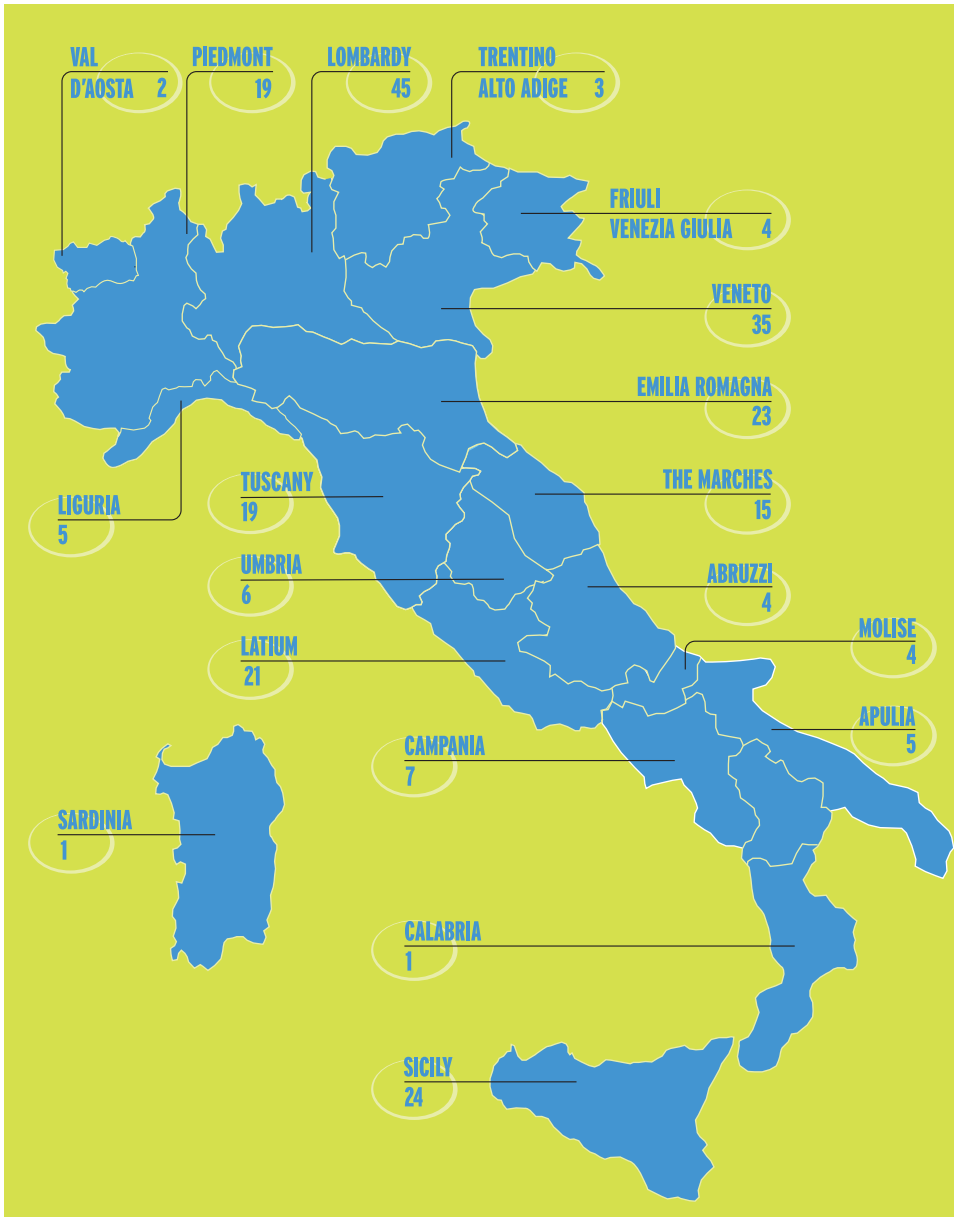 VAL
D'AOSTA 2
PIEDMONT
19
LOMBARDY
45
TRENTINO
ALTO ADIGE 3
FRIULI
VENEZIA GIULIA 4
VENETO
35
EMILIA ROMAGNA
23
THE MARCHES
15
TUSCANY
19
LIGURIA
5
UMBRIA
6
ABRUZZI
4
MOLISE
4
LATIUM
21
APULIA
5
CAMPANIA
7
SARDINIA
1
CALABRIA
1
SICILY
24